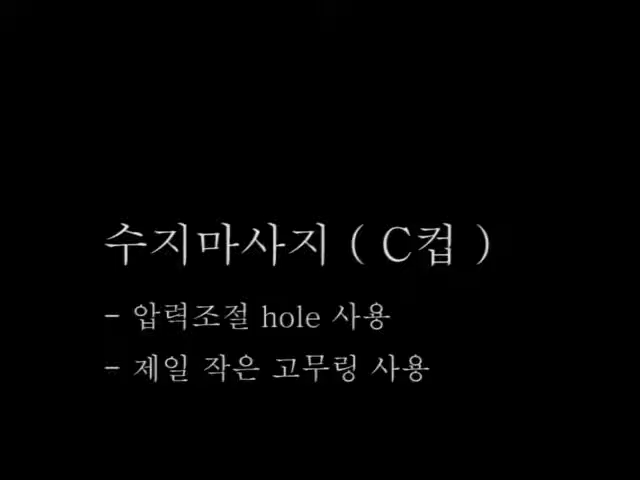 수지마사지 ( C컵 )
- 압력조절 hole 사용
- 제일 작은 고무링 사용